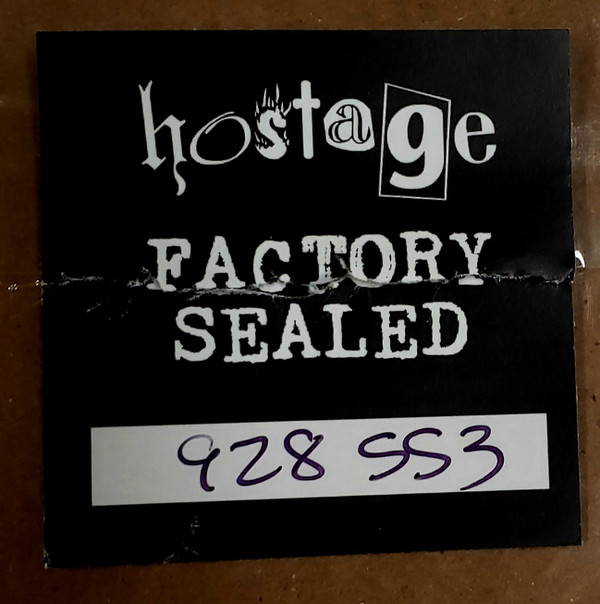 hostage
FACTORY
SEALED
928 SS3